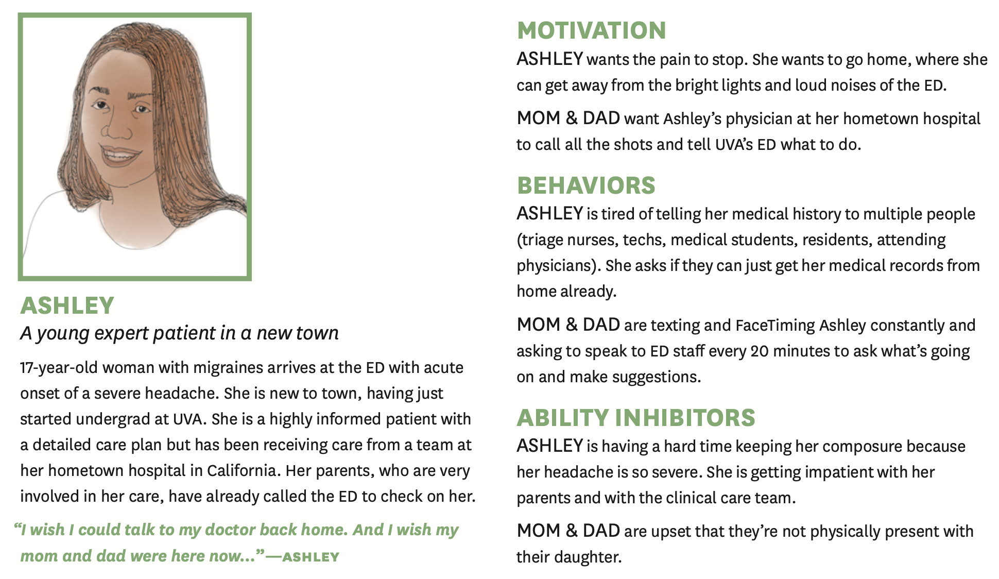 ASHLEY
A young expert patient in a new town
17-year-old woman with migraines arrives at the ED with acute
onset of a severe headache. She is new to town, having just
started undergrad at UVA. She is a highly informed patient with
a detailed care plan but has been receiving care from a team at
her hometown hospital in California. Her parents, who are very
involved in her care, have already called the ED to check on her.
“I wish I could talk to my doctor back home. And I wish my
mom and dad were here now...”—ASHLEY
MOTIVATION
ASHLEY wants the pain to stop. She wants to go home, where she
can get away from the bright lights and loud noises of the ED.
MOM & DAD want Ashley’s physician at her hometown hospital
to call all the shots and tell UVA’s ED what to do.
BEHAVIORS
ASHLEY is tired of telling her medical history to multiple people
(triage nurses, techs, medical students, residents, attending
physicians). She asks if they can just get her medical records from
home already.
MOM & DAD are texting and FaceTiming Ashley constantly and
asking to speak to ED staff every 20 minutes to ask what’s going
on and make suggestions.
ABILITY INHIBITORS
ASHLEY is having a hard time keeping her composure because
her headache is so severe. She is getting impatient with her
parents and with the clinical care team.
MOM & DAD are upset that they’re not physically present with
their daughter.